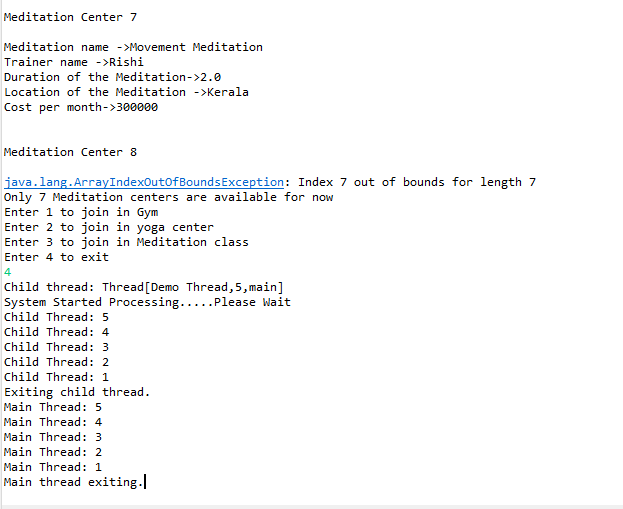 Meditation Center 7
Meditation name ->Movement Meditation
Trainer name ->Rishi
Duration of the Meditation->2.0
Location of the Meditation ->Kerala
Cost per month->300000
Meditation Center 8
java.lang.ArrayIndexOutOfBoundsException: Index 7 out of bounds for length 7
Only 7 Meditation centers are available for now
Enter 1 to join in Gym
Enter 2 to join in yoga center
Enter 3 to join in Meditation class
Enter 4 to exit
4
Child thread: Thread[Demo Thread,5,main]
System Started Processing.....Please Wait
Child Thread: 5
Child Thread: 4
Child Thread: 3
Child Thread: 2
Child Thread: 1
Exiting child thread.
Main Thread: 5
Main Thread: 4
Main Thread: 3
Main Thread: 2
Main Thread: 1
Main thread exiting.